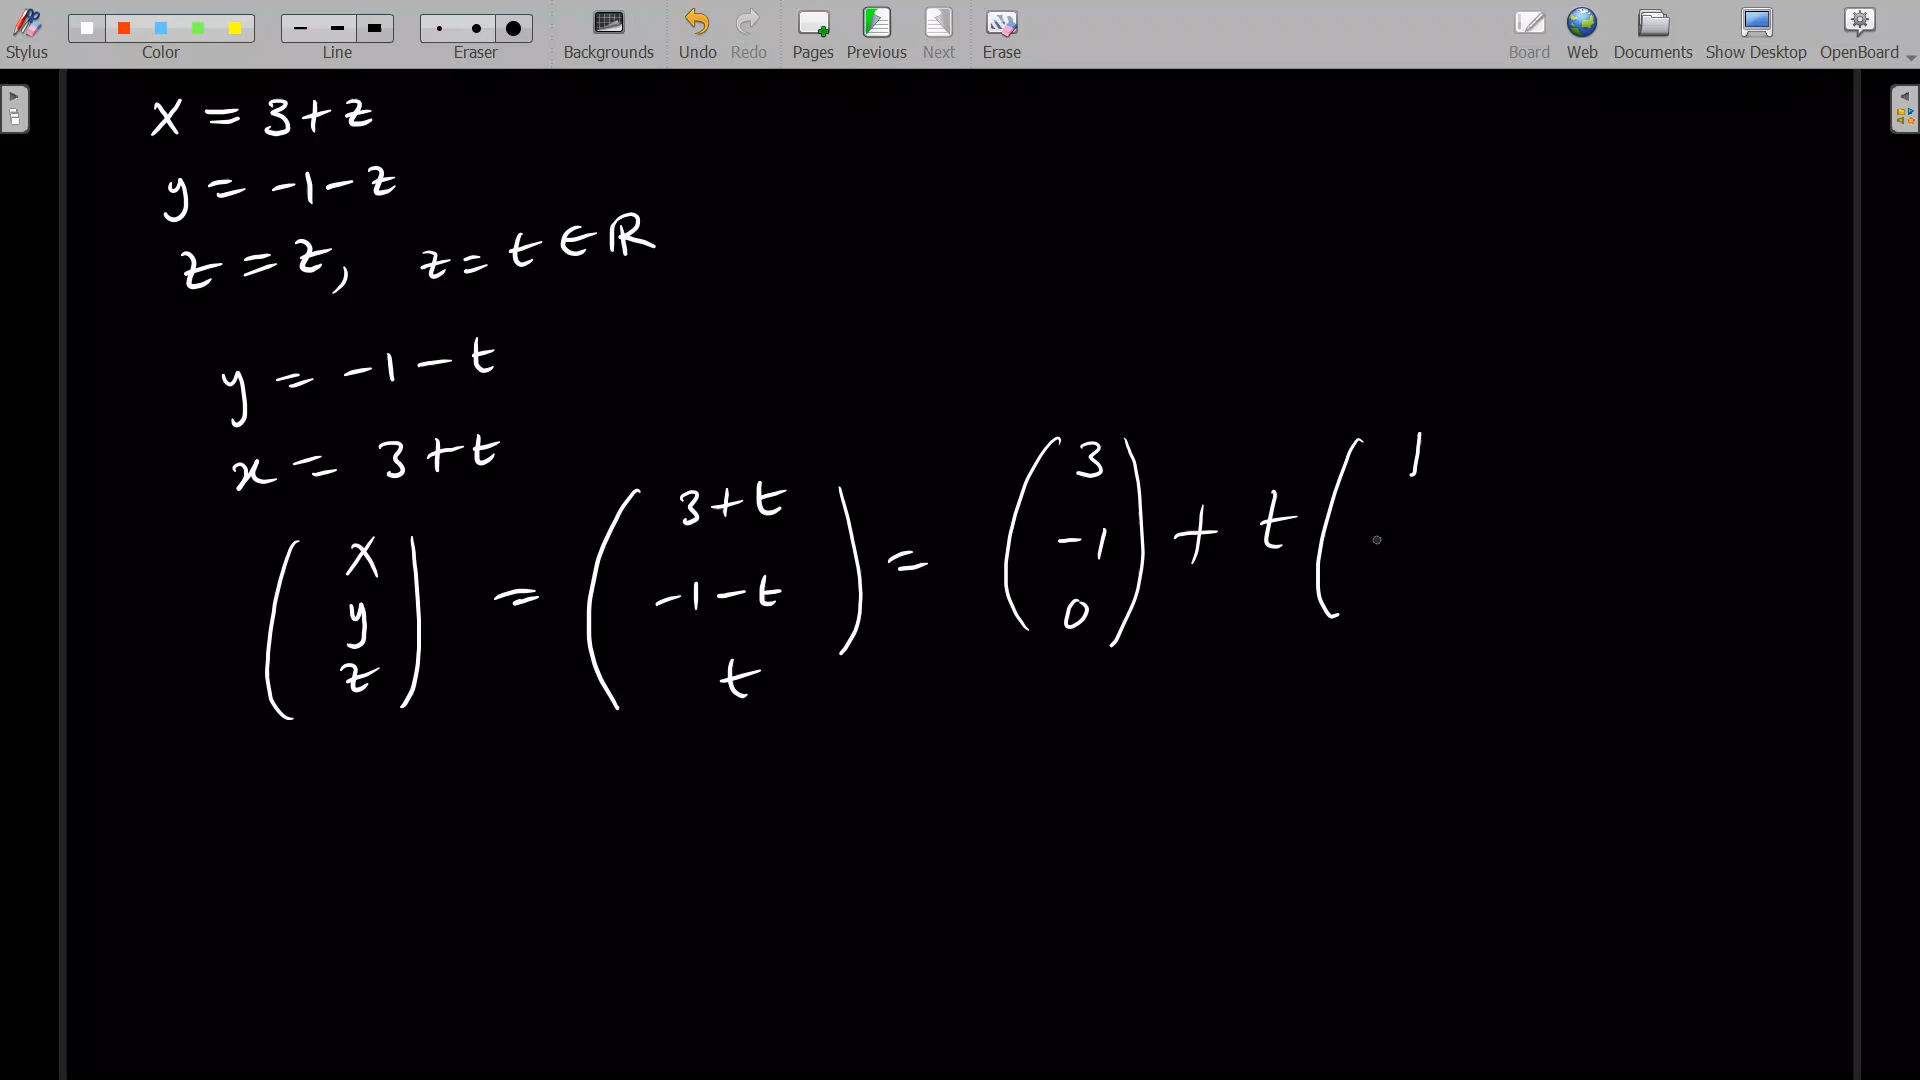 Stylus Color Line Eraser Backgrounds Undo Redo Pages Previous Next Erase Board Web Documents Show Desktop OpenBoard
x = 3+z
y = -1-z
z = z, z = t ∈ ℝ
y = -1-t
x = 3+t
(x y z) = (3+t -1-t t) = (3 -1 0) + t ( 1